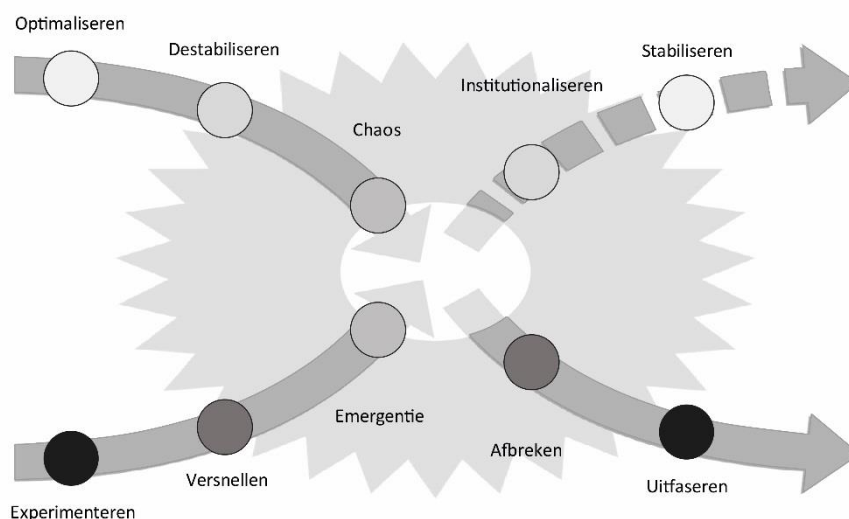 Optimaliseren
Destabiliseren
Chaos
Institutionaliseren
Stabiliseren
Experimenteren
Versnellen
Emergentie
Afbreken
Uitfaseren